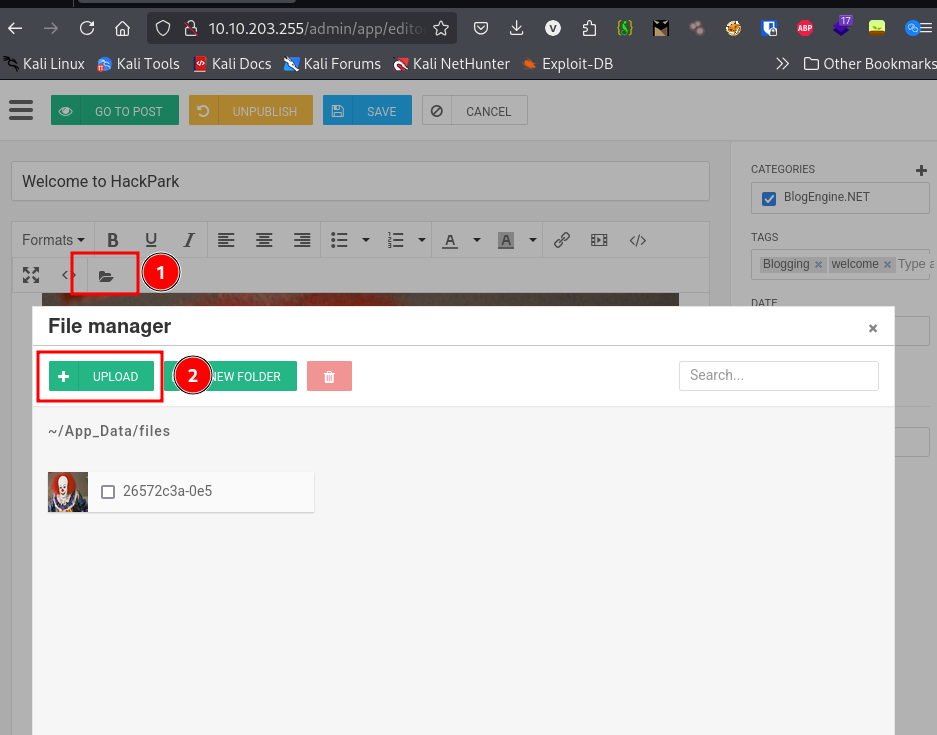 17
10.10.203.255/admin/app/edito
ABP
Kali Linux Kali Tools Kali Docs Kali Forums Kali NetHunter Exploit-DB Other Bookmarks
GO TO POST UNPUBLISH SAVE CANCEL
Welcome to HackPark
CATEGORIES
BlogEngine.NET
Formats B U I A A
TAGS
1
Blogging welcome Type a
DATE
File manager
UPLOAD 2 NEW FOLDER Search...
~/App_Data/files
26572c3a-0e5